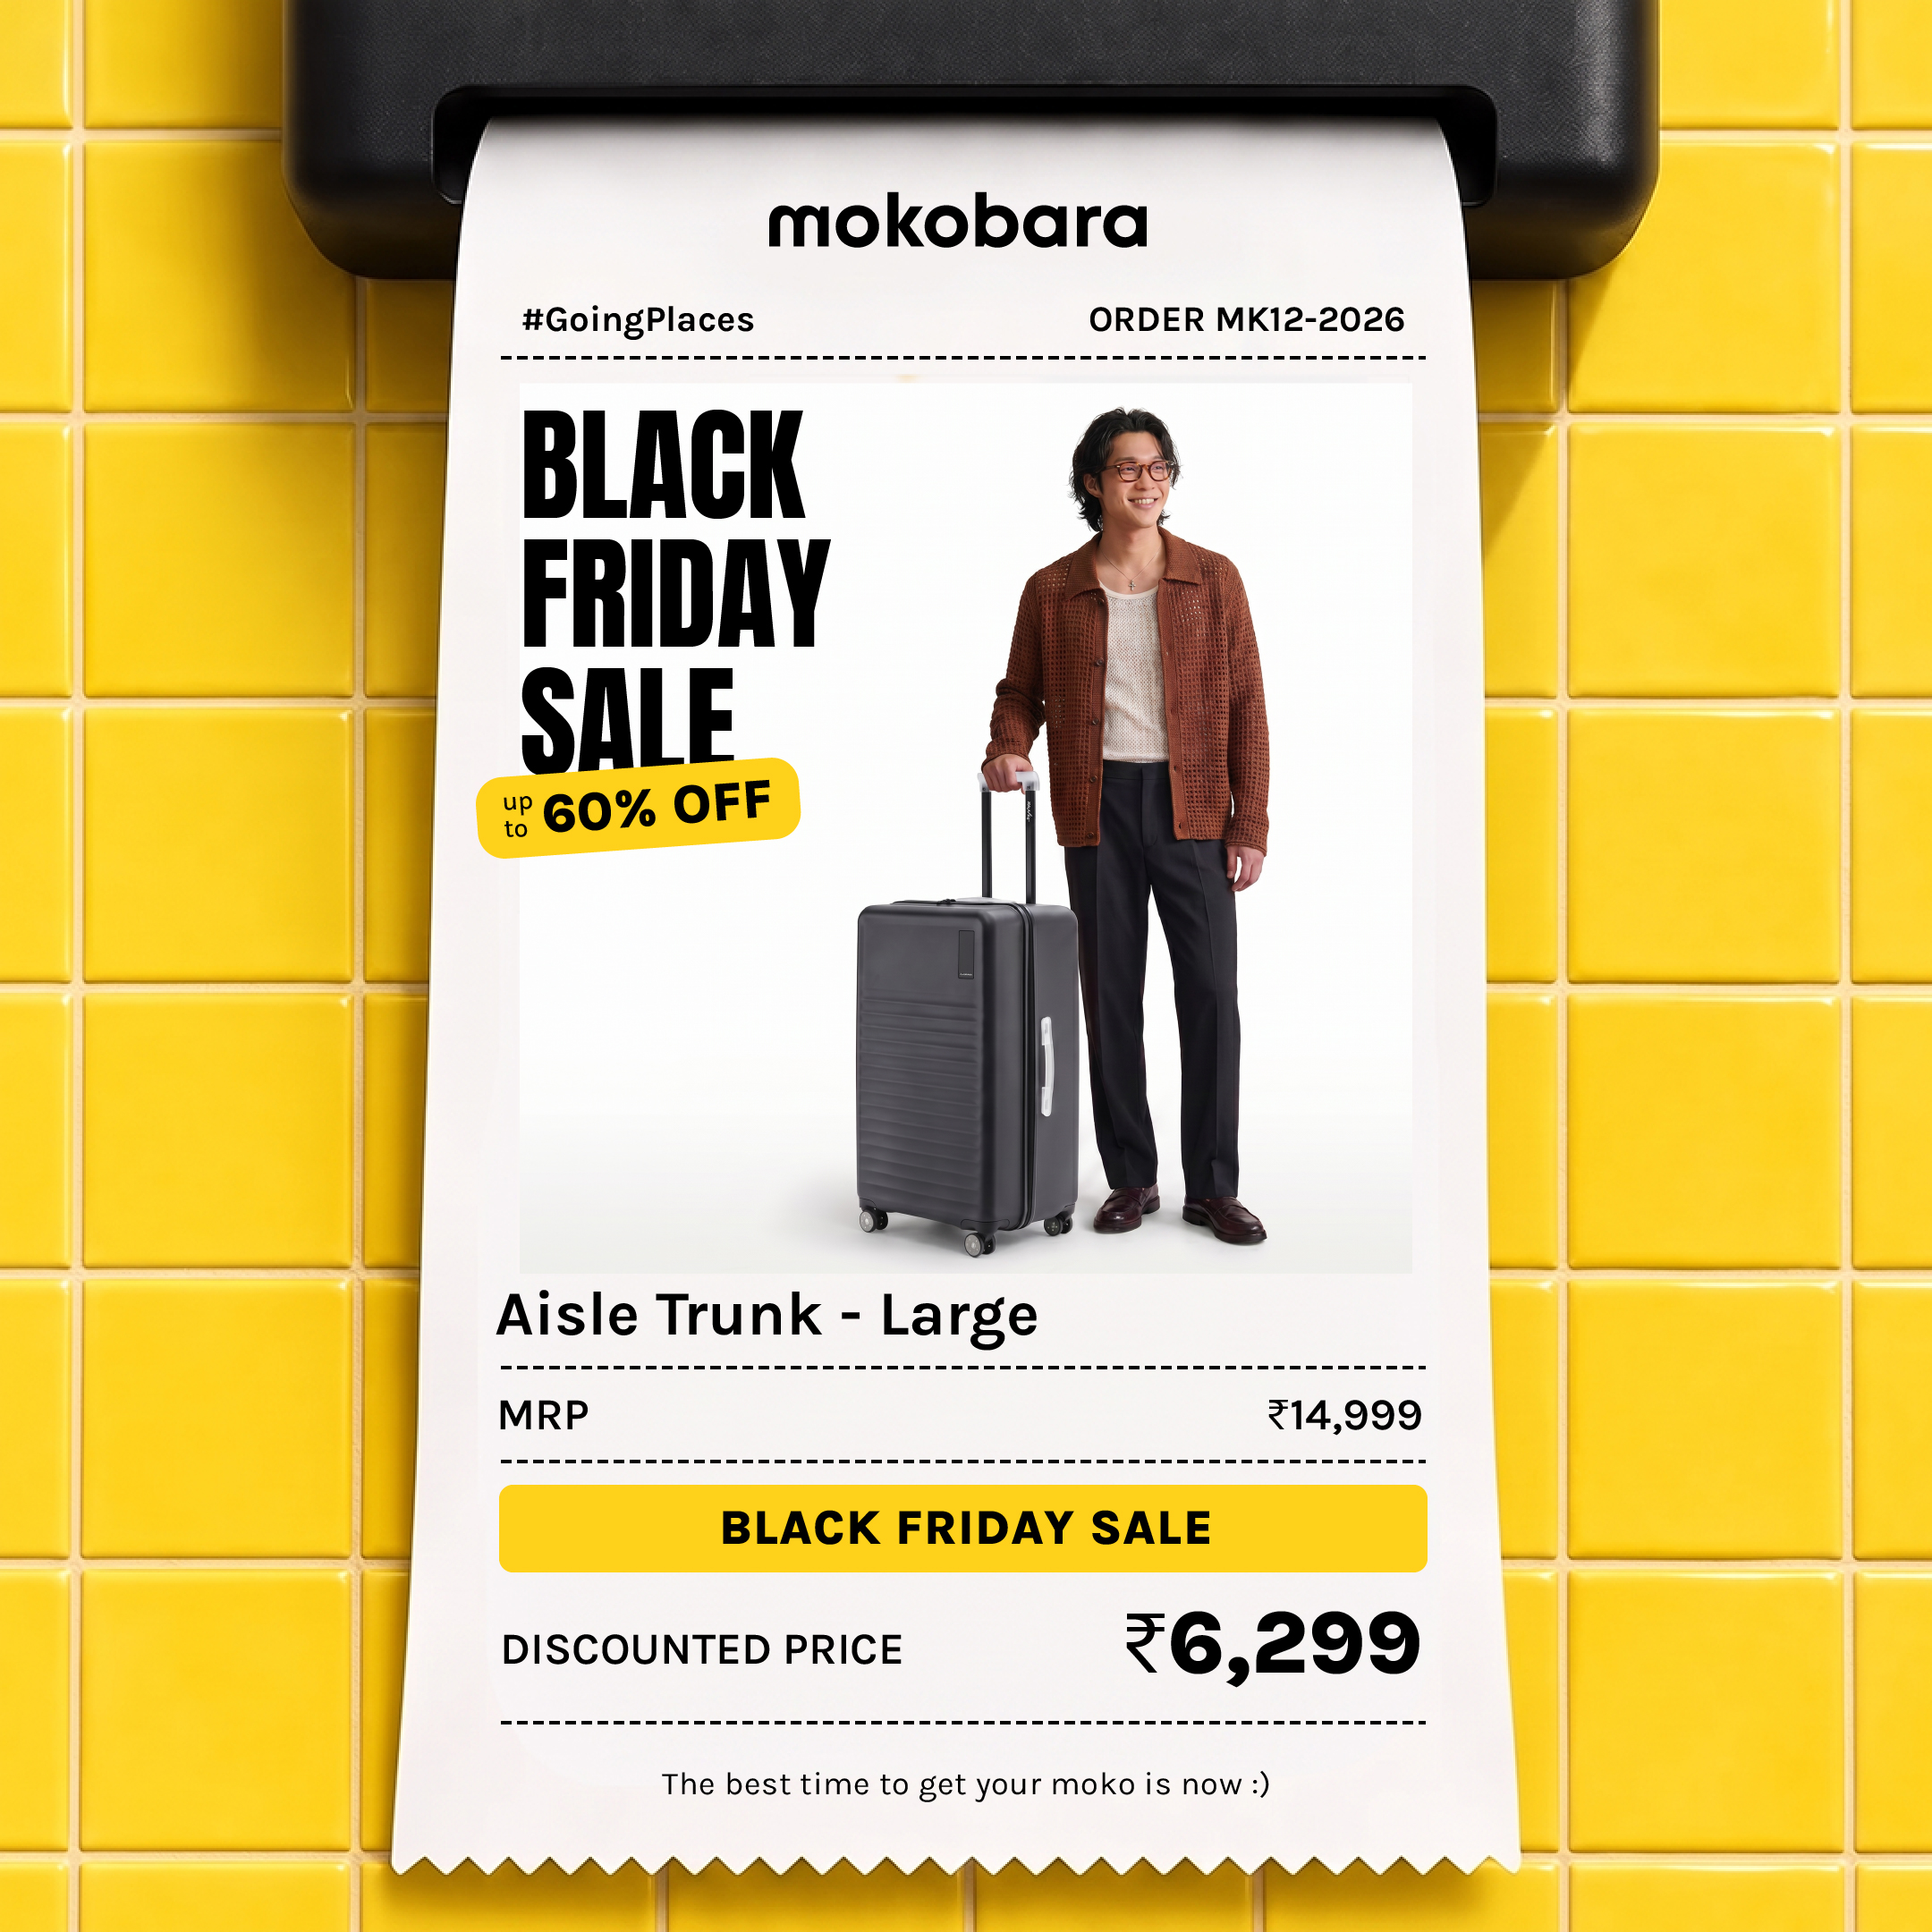 mokobara
#GoingPlaces
ORDER MK12-2026
BLACK
FRIDAY
SALE
up
to
60% OFF
Aisle Trunk - Large
MRP
₹14,999
BLACK FRIDAY SALE
DISCOUNTED PRICE
₹6,299
The best time to get your moko is now :)